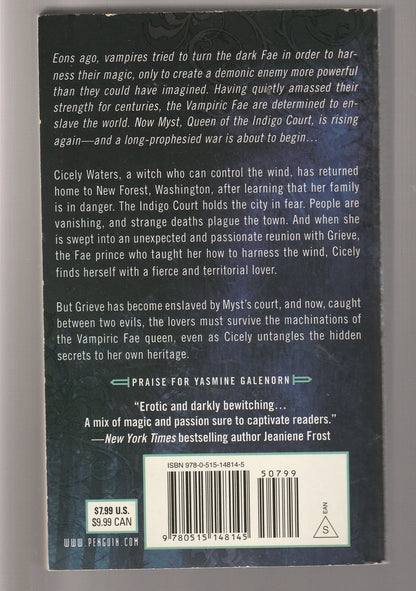 Eons ago, vampires tried to turn the dark Fae in order to har-
ness their magic, only to create a demonic enemy more powerful
than they could have imagined. Having quietly amassed their
strength for centuries, the Vampiric Fae are determined to en-
slave the world. Now Myst, Queen of the Indigo Court, is rising
again—and a long-prophesied war is about to begin...
Cicely Waters, a witch who can control the wind, has returned
home to New Forest, Washington, after learning that her family
is in danger. The Indigo Court holds the city in fear. People are
vanishing, and strange deaths plague the town. And when she
is swept into an unexpected and passionate reunion with Grieve,
the Fae prince who taught her how to harness the wind, Cicely
finds herself with a fierce and territorial lover.
But Grieve has become enslaved by Myst's court, and now, caught
between two evils, the lovers must survive the machinations of
the Vampiric Fae queen, even as Cicely untangles the hidden
secrets to her own heritage.
PRAISE FOR YASMINE GALENORN
“Erotic and darkly bewitching...
A mix of magic and passion sure to captivate readers.”
—New York Times bestselling author Jeaniene Frost
ISBN 978-0-515-14814-5
50799
9 780515 148145
EAN
S
$7.99 U.S.
$9.99 CAN
WWW.PENGUIN.COM